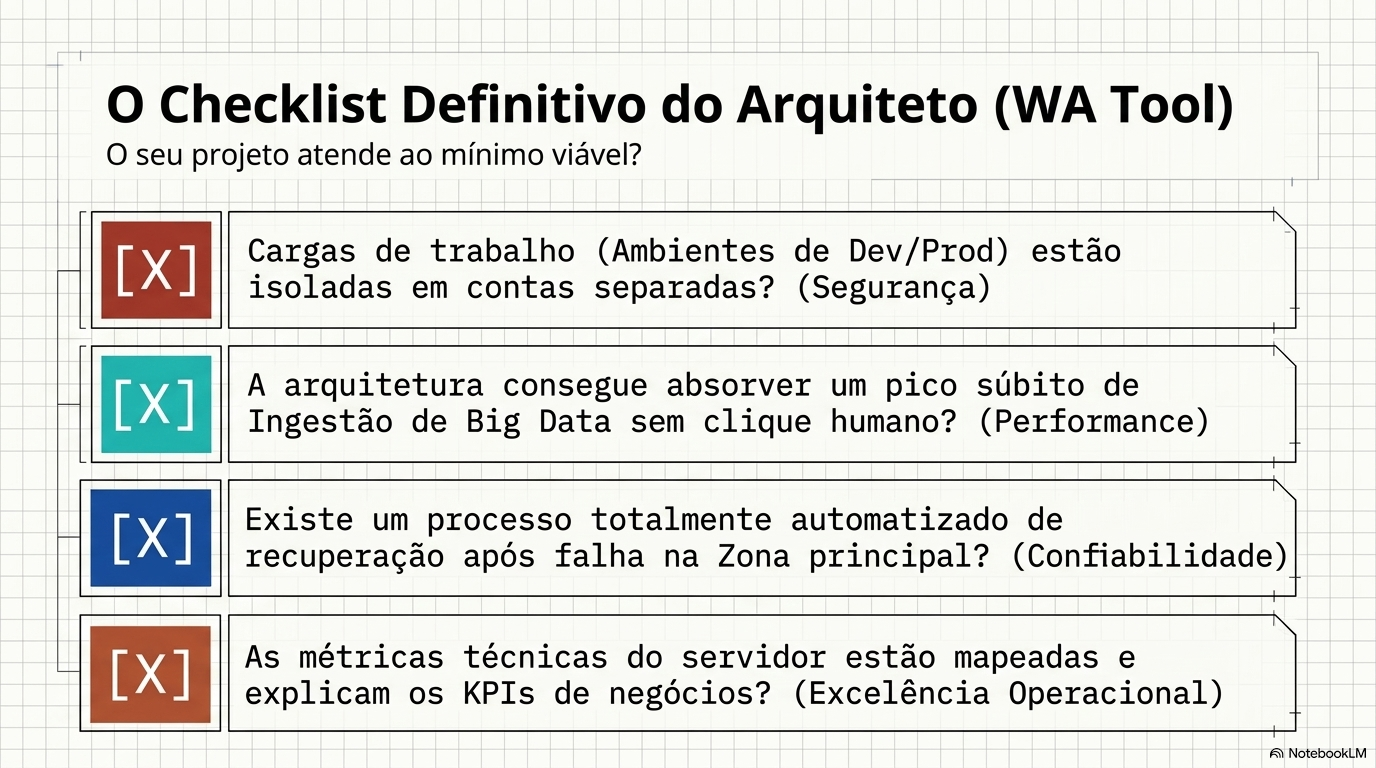 O Checklist Definitivo do Arquiteto (WA Tool)
O seu projeto atende ao mínimo viável?
[X]
Cargas de trabalho (Ambientes de Dev/Prod) estão
isoladas em contas separadas? (Segurança)
[X]
A arquitetura consegue absorver um pico súbito de
Ingestão de Big Data sem clique humano? (Performance)
[X]
Existe um processo totalmente automatizado de
recuperação após falha na Zona principal? (Confiabilidade)
[X]
As métricas técnicas do servidor estão mapeadas e
explicam os KPIs de negócios? (Excelência Operacional)
NotebookLM